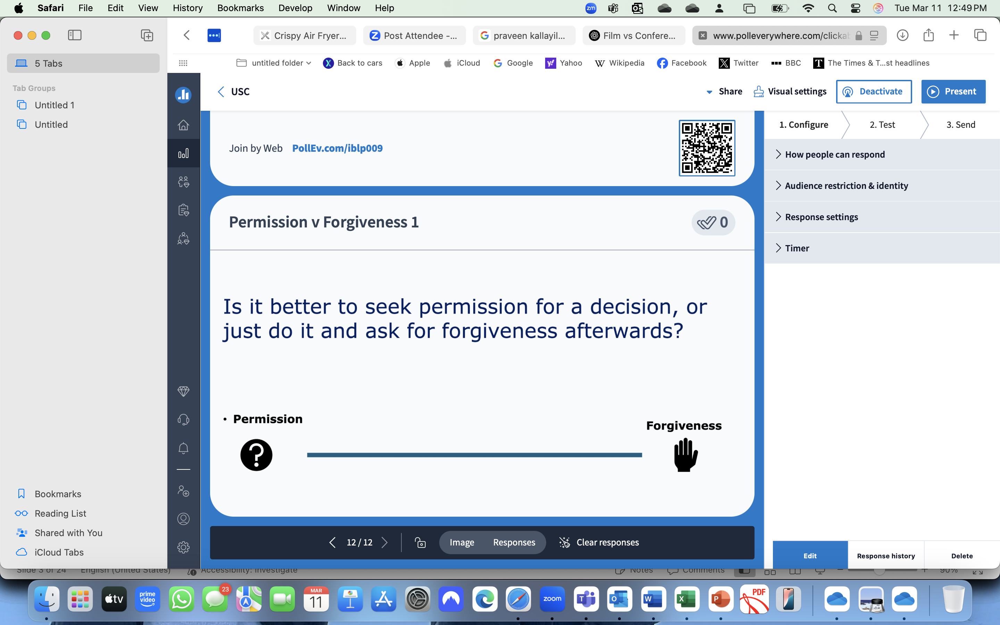 Safari File Edit View History Bookmarks Develop Window Help
zm
Tue Mar 11 12:49 PM
5 Tabs
Tab Groups
Untitled 1
Untitled
Bookmarks
Reading List
Shared with You
iCloud Tabs
Crispy Air Fryer...
Post Attendee -...
praveen kallayil...
Film vs Confere...
www.polleverywhere.com/clickab
untitled folder
Back to cars
Apple
iCloud
Google
Yahoo
Wikipedia
Facebook
Twitter
BBC
The Times & T...st headlines
USC
Share
Visual settings
Deactivate
Present
Join by Web PollEv.com/iblp009
Permission v Forgiveness 1
0
Is it better to seek permission for a decision, or
just do it and ask for forgiveness afterwards?
• Permission
Forgiveness
?
12 / 12
Image
Responses
Clear responses
1. Configure
2. Test
3. Send
How people can respond
Audience restriction & identity
Response settings
Timer
Edit
Response history
Delete
Slide 3 of 24
English (United States)
Accessibility: Investigate
Notes
Comments
90%
tv
prime
video
23
MAR
11
zoom
T
O
W
X
P
PDF